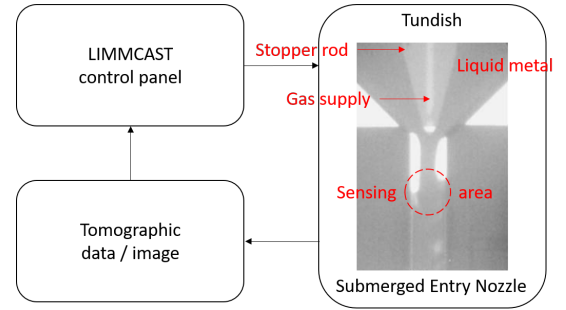 Tundish
LIMMCAST
control panel
Stopper rod
Liquid metal
Gas supply
Sensing area
Tomographic
data / image
Submerged Entry Nozzle